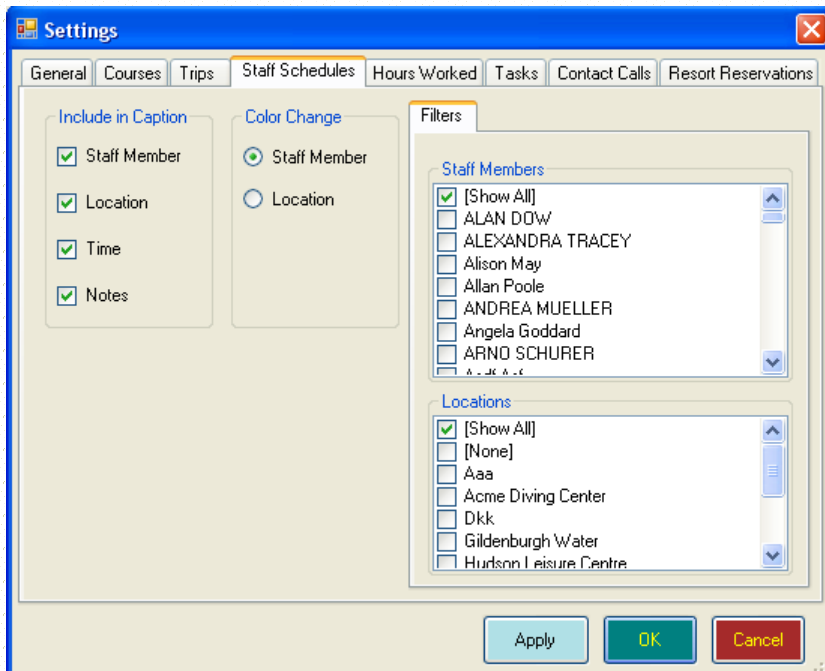 Settings
General Courses Trips Staff Schedules Hours Worked Tasks Contact Calls Resort Reservations
Include in Caption
Staff Member
Location
Time
Notes
Color Change
Staff Member
Location
Filters
Staff Members
[Show All]
ALAN DOW
ALEXANDRA TRACEY
Alison May
Allan Poole
ANDREA MUELLER
Angela Goddard
ARNO SCHURER
Locations
[Show All]
[None]
Aaa
Acme Diving Center
Dkk
Gildenburgh Water
Hudson Leisure Centre
Apply OK Cancel